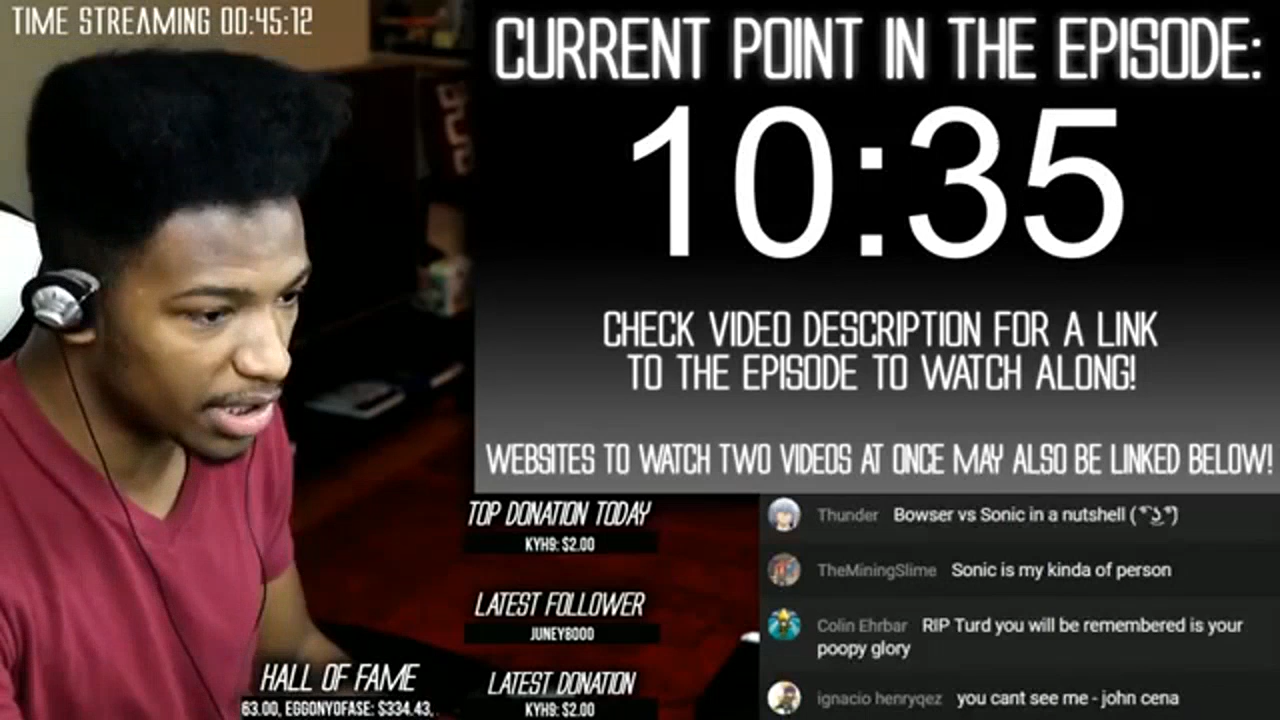 TIME STREAMING 00:45:12
CURRENT POINT IN THE EPISODE:
10:35
CHECK VIDEO DESCRIPTION FOR A LINK
TO THE EPISODE TO WATCH ALONG!
WEBSITES TO WATCH TWO VIDEOS AT ONCE MAY ALSO BE LINKED BELOW!
TOP DONATION TODAY
KYH9: $2.00
LATEST FOLLOWER
JUNEY8000
LATEST DONATION
KYH9: $2.00
HALL OF FAME
63.00, EGGONYOFASE: $334.43,
Thunder Bowser vs Sonic in a nutshell ( ͡° ͜ʖ ͡°)
TheMiningSlime Sonic is my kinda of person
Colin Ehrbar RIP Turd you will be remembered is your
poopy glory
ignacio henryqez you cant see me - john cena